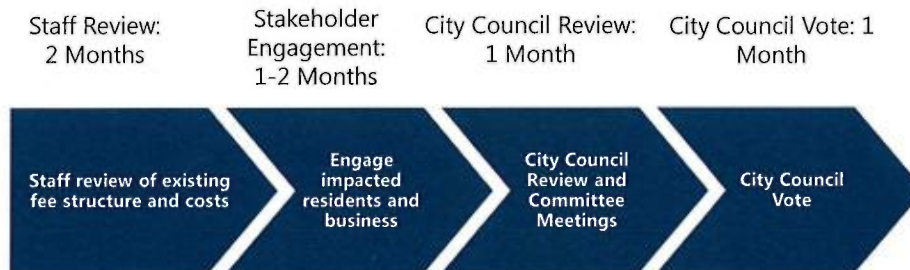 Staff Review:
2 Months
Stakeholder
Engagement:
1-2 Months
City Council Review:
1 Month
City Council Vote: 1
Month
Staff review of existing
fee structure and costs
Engage
impacted
residents and
business
City Council
Review and
Committee
Meetings
City Council
Vote